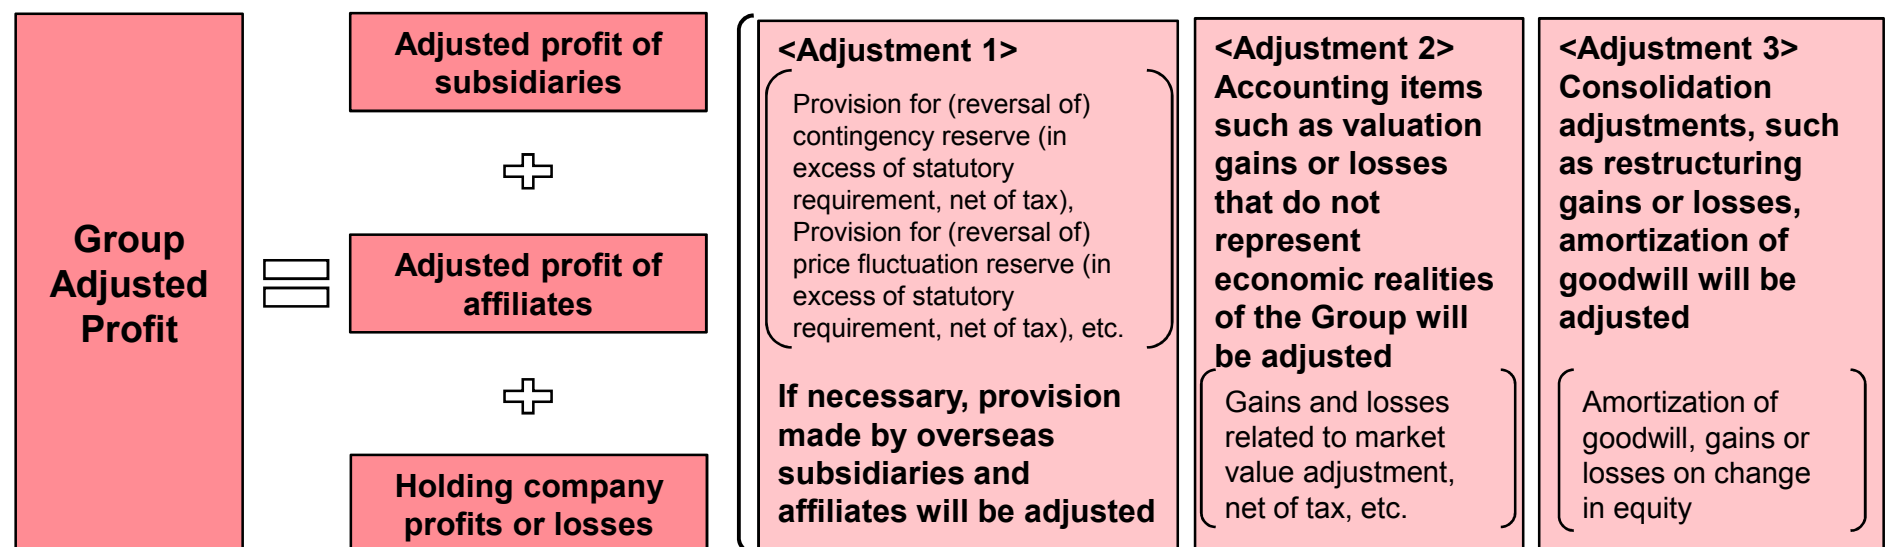 Group
Adjusted
Profit
Adjusted profit of
subsidiaries
Adjusted profit of
affiliates
Holding company
profits or losses
<Adjustment 1>
Provision for (reversal of)
contingency reserve (in
excess of statutory
requirement, net of tax),
Provision for (reversal of)
price fluctuation reserve (in
excess of statutory
requirement, net of tax), etc.
If necessary, provision
made by overseas
subsidiaries and
affiliates will be adjusted
<Adjustment 2>
Accounting items
such as valuation
gains or losses
that do not
represent
economic realities
of the Group will
be adjusted
Gains and losses
related to market
value adjustment,
net of tax, etc.
<Adjustment 3>
Consolidation
adjustments, such
as restructuring
gains or losses,
amortization of
goodwill will be
adjusted
Amortization of
goodwill, gains or
losses on change
in equity